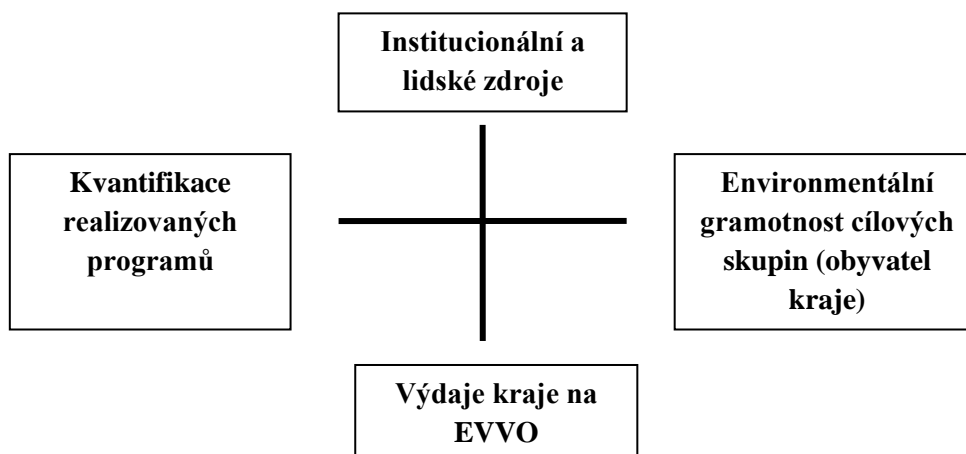 Institucionální a
lidské zdroje
Kvantifikace
realizovaných
programů
Environmentální
gramotnost cílových
skupin (obyvatel
kraje)
Výdaje kraje na
EVVO